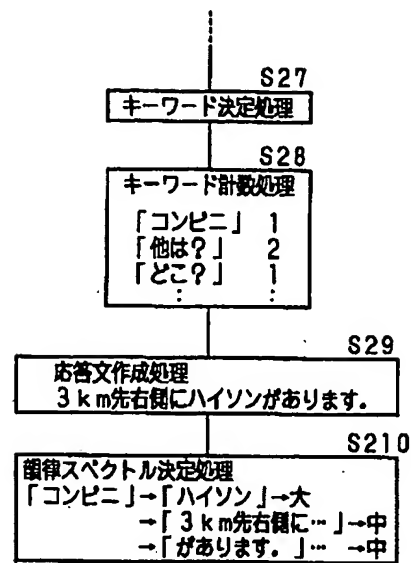 S27
キーワード決定処理
S28
キーワード計数処理
「コンビニ」 1
「他は?」 2
「どこ?」 1
： ：
S29
応答文作成処理
3km先右側にハイソンがあります。
S210
韻律スペクトル決定処理
「コンビニ」→「ハイソン」→大
→「3km先右側に…」→中
→「があります。」… →中